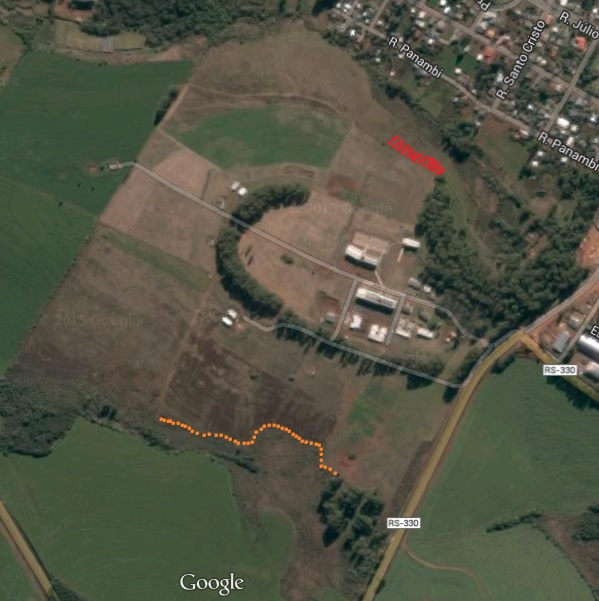 R. Júlio
R. Santo Cristo
R. Panambi
R. Panambi
RS-330
RS-330
Google